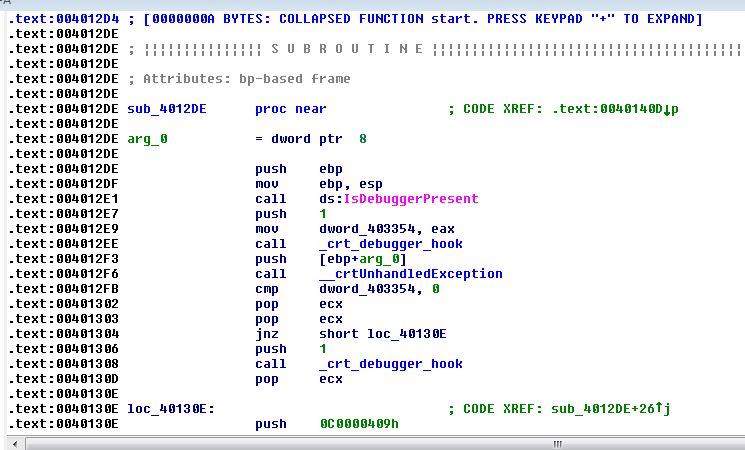 .text:004012D4 ; [0000000A BYTES: COLLAPSED FUNCTION start. PRESS KEYPAD "+" TO EXPAND]
.text:004012DE
.text:004012DE ; ¦¦¦¦¦¦¦¦¦¦¦¦¦¦¦ S U B R O U T I N E ¦¦¦¦¦¦¦¦¦¦¦¦¦¦¦¦¦¦¦¦¦¦¦¦¦¦¦¦¦¦¦¦¦¦¦¦¦¦¦
.text:004012DE
.text:004012DE ; Attributes: bp-based frame
.text:004012DE
.text:004012DE sub_4012DE      proc near               ; CODE XREF: .text:0040140D↓p
.text:004012DE
.text:004012DE arg_0           = dword ptr  8
.text:004012DE
.text:004012DE                 push    ebp
.text:004012DF                 mov     ebp, esp
.text:004012E1                 call    ds:IsDebuggerPresent
.text:004012E7                 push    1
.text:004012E9                 mov     dword_403354, eax
.text:004012EE                 call    _crt_debugger_hook
.text:004012F3                 push    [ebp+arg_0]
.text:004012F6                 call    __crtUnhandledException
.text:004012FB                 cmp     dword_403354, 0
.text:00401302                 pop     ecx
.text:00401303                 pop     ecx
.text:00401304                 jnz     short loc_40130E
.text:00401306                 push    1
.text:00401308                 call    _crt_debugger_hook
.text:0040130D                 pop     ecx
.text:0040130E
.text:0040130E loc_40130E:                             ; CODE XREF: sub_4012DE+26↑j
.text:0040130E                 push    0C0000409h